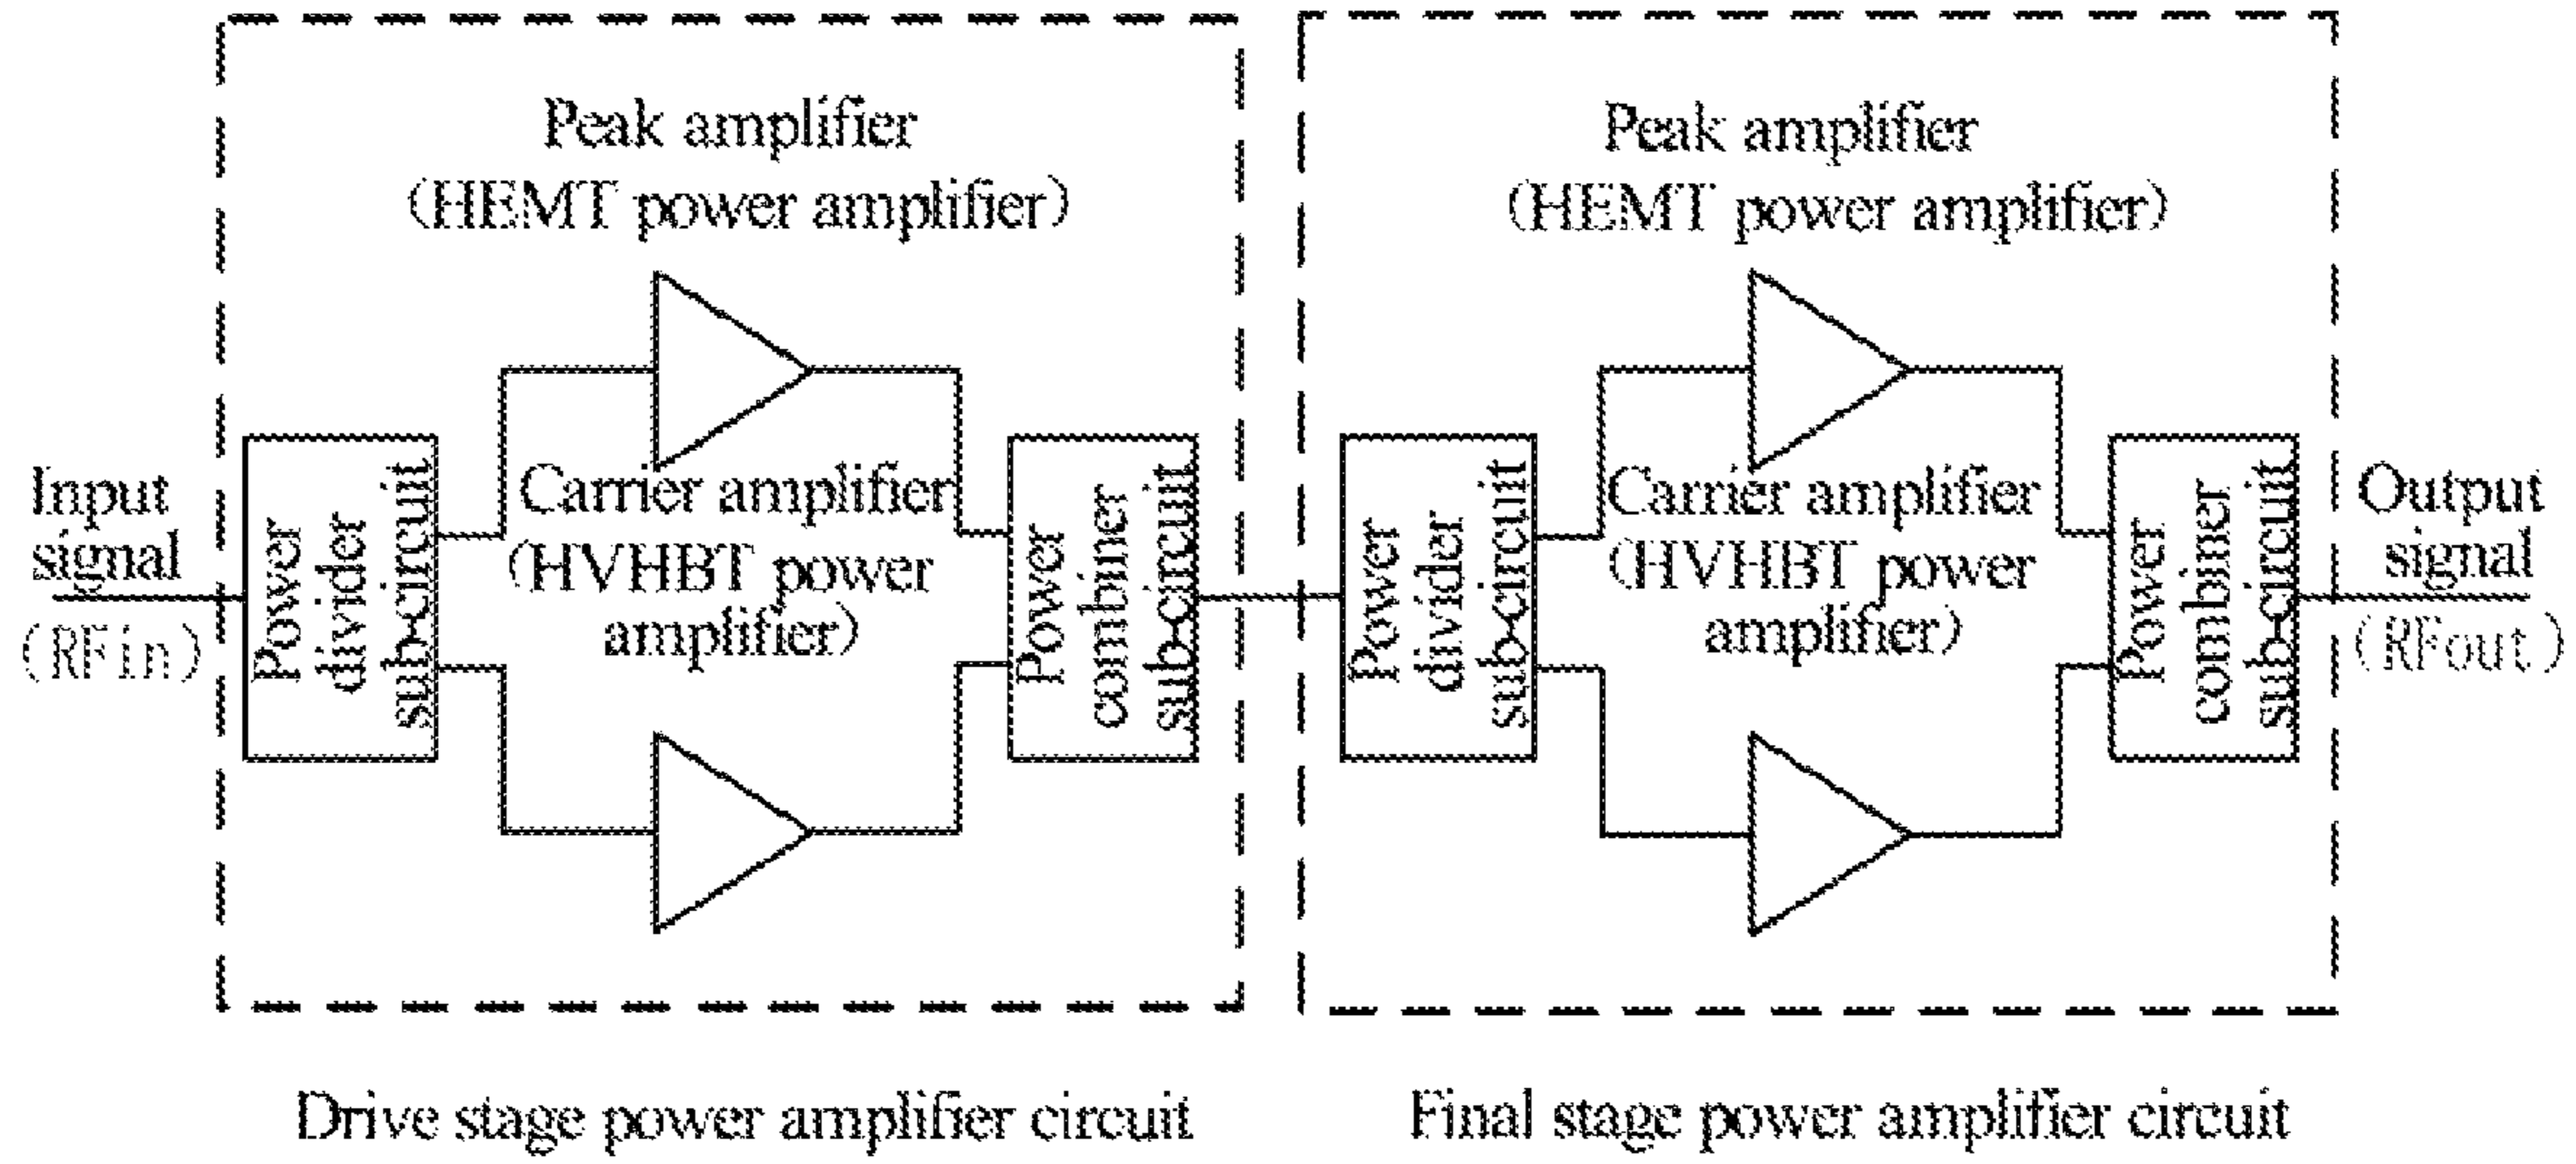 Peak amplifier
(HEMT power amplifier)
Peak amplifier
(HEMT power amplifier)
Input
signal
(RFin)
Power
divider
sub-circuit
Carrier amplifier
(HVHBT power
amplifier)
Power
combiner
sub-circuit
Power
divider
sub-circuit
Carrier amplifier
(HVHBT power
amplifier)
Power
combiner
sub-circuit
Output
signal
(RFout)
Drive stage power amplifier circuit
Final stage power amplifier circuit